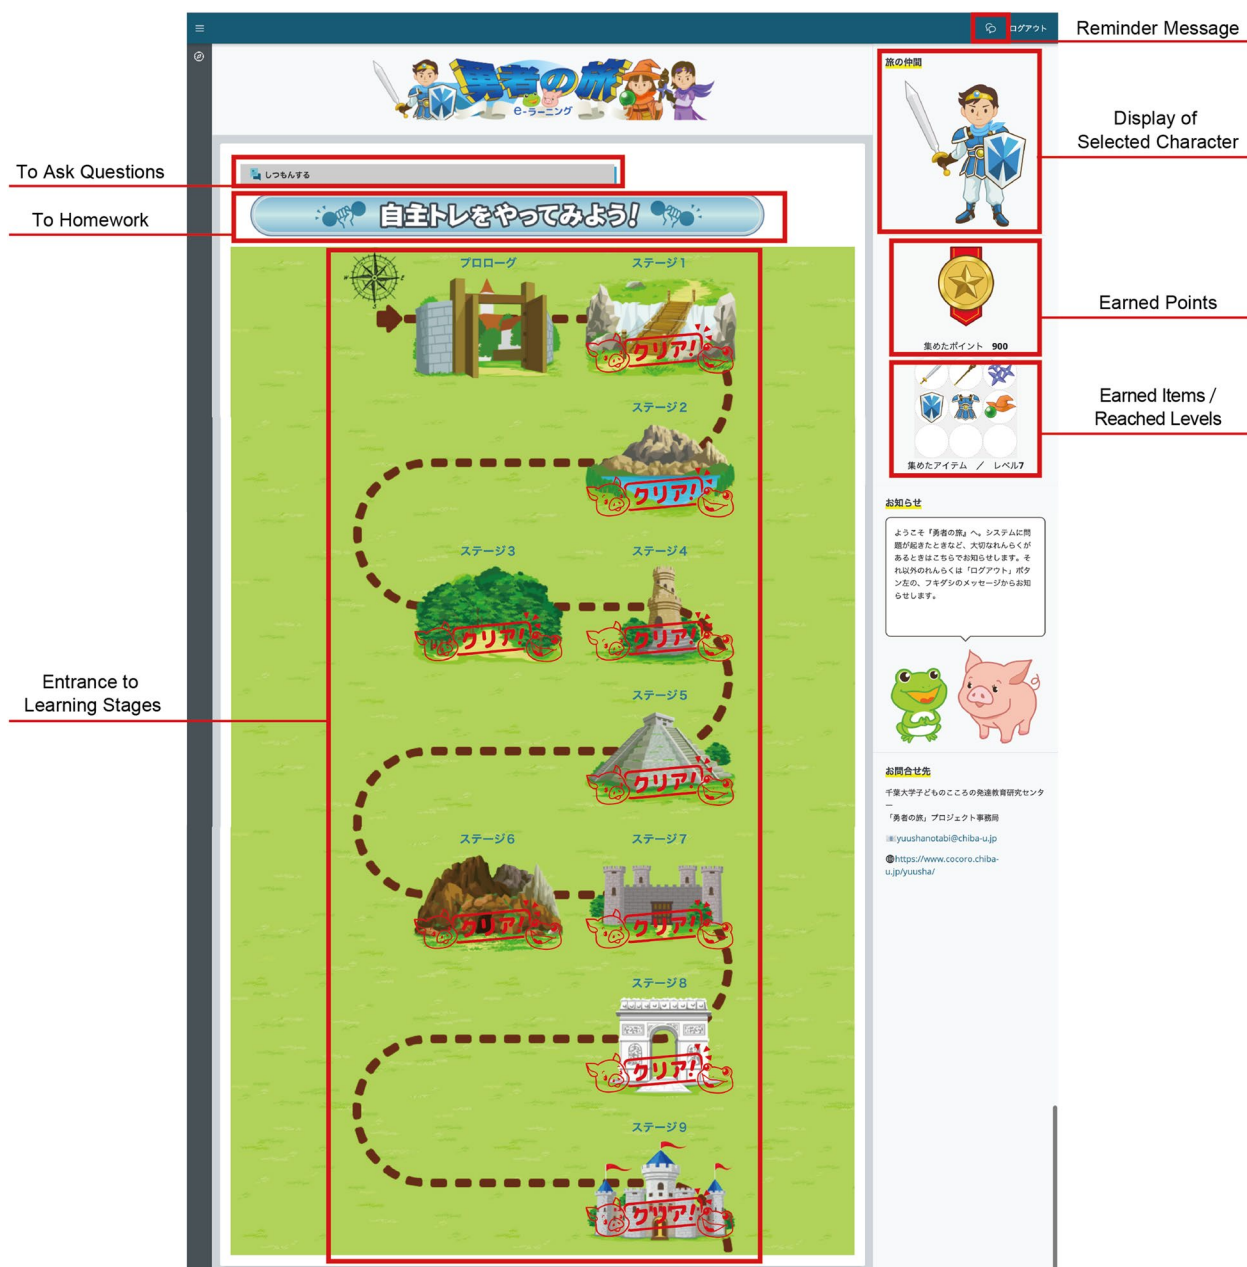 ログアウト
Reminder Message
勇者の旅
e-ラーニング
旅の仲間
Display of
Selected Character
To Ask Questions
しつもんする
To Homework
自主トレをやってみよう!
プロローグ
ステージ1
クリア!
Earned Points
集めたポイント 900
Earned Items /
Reached Levels
集めたアイテム / レベル7
ステージ2
クリア!
お知らせ
ようこそ『勇者の旅』へ。システムに問
題が起きたときなど、大切なれんらくが
あるときはこちらでお知らせします。そ
れ以外のれんらくは「ログアウト」ボタ
ン左の、フキダシのメッセージからお知
らせします。
ステージ3
クリア!
ステージ4
クリア!
Entrance to
Learning Stages
ステージ5
クリア!
お問合せ先
千葉大学子どものこころの発達教育研究センタ
ー
「勇者の旅」プロジェクト事務局
yuushanotabi@chiba-u.jp
https://www.cocoro.chiba-
u.jp/yuusha/
ステージ6
クリア!
ステージ7
クリア!
ステージ8
クリア!
ステージ9
クリア!